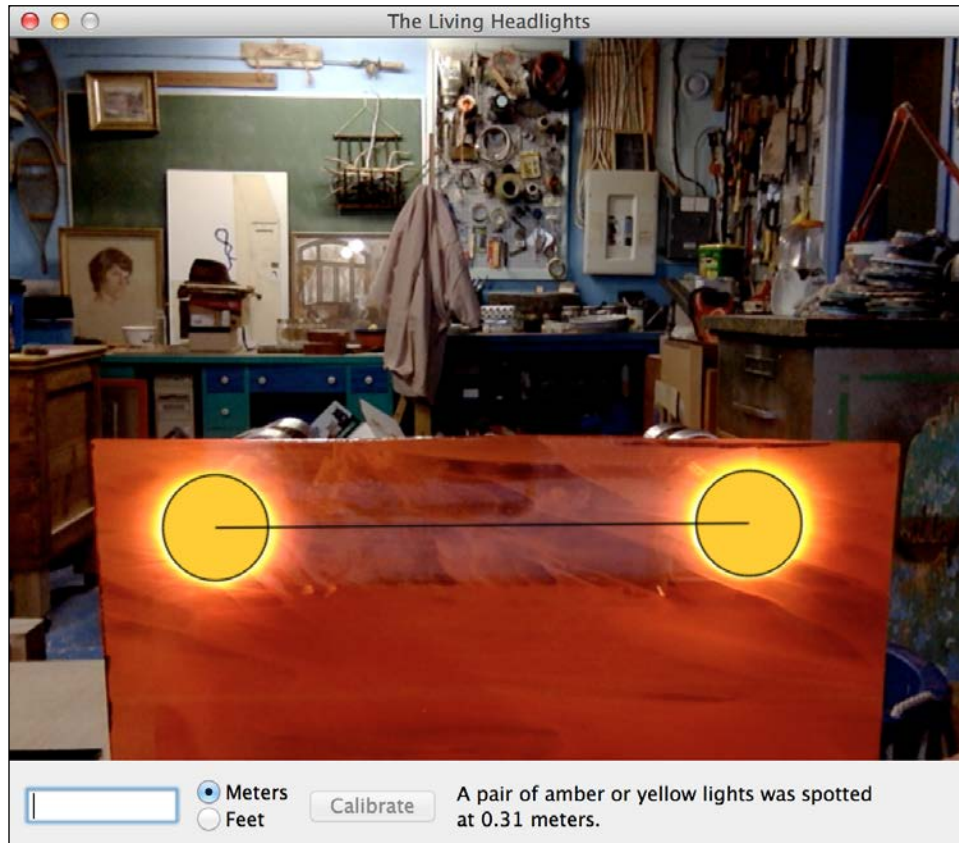 The Living Headlights
Meters
Feet
Calibrate
A pair of amber or yellow lights was spotted
at 0.31 meters.